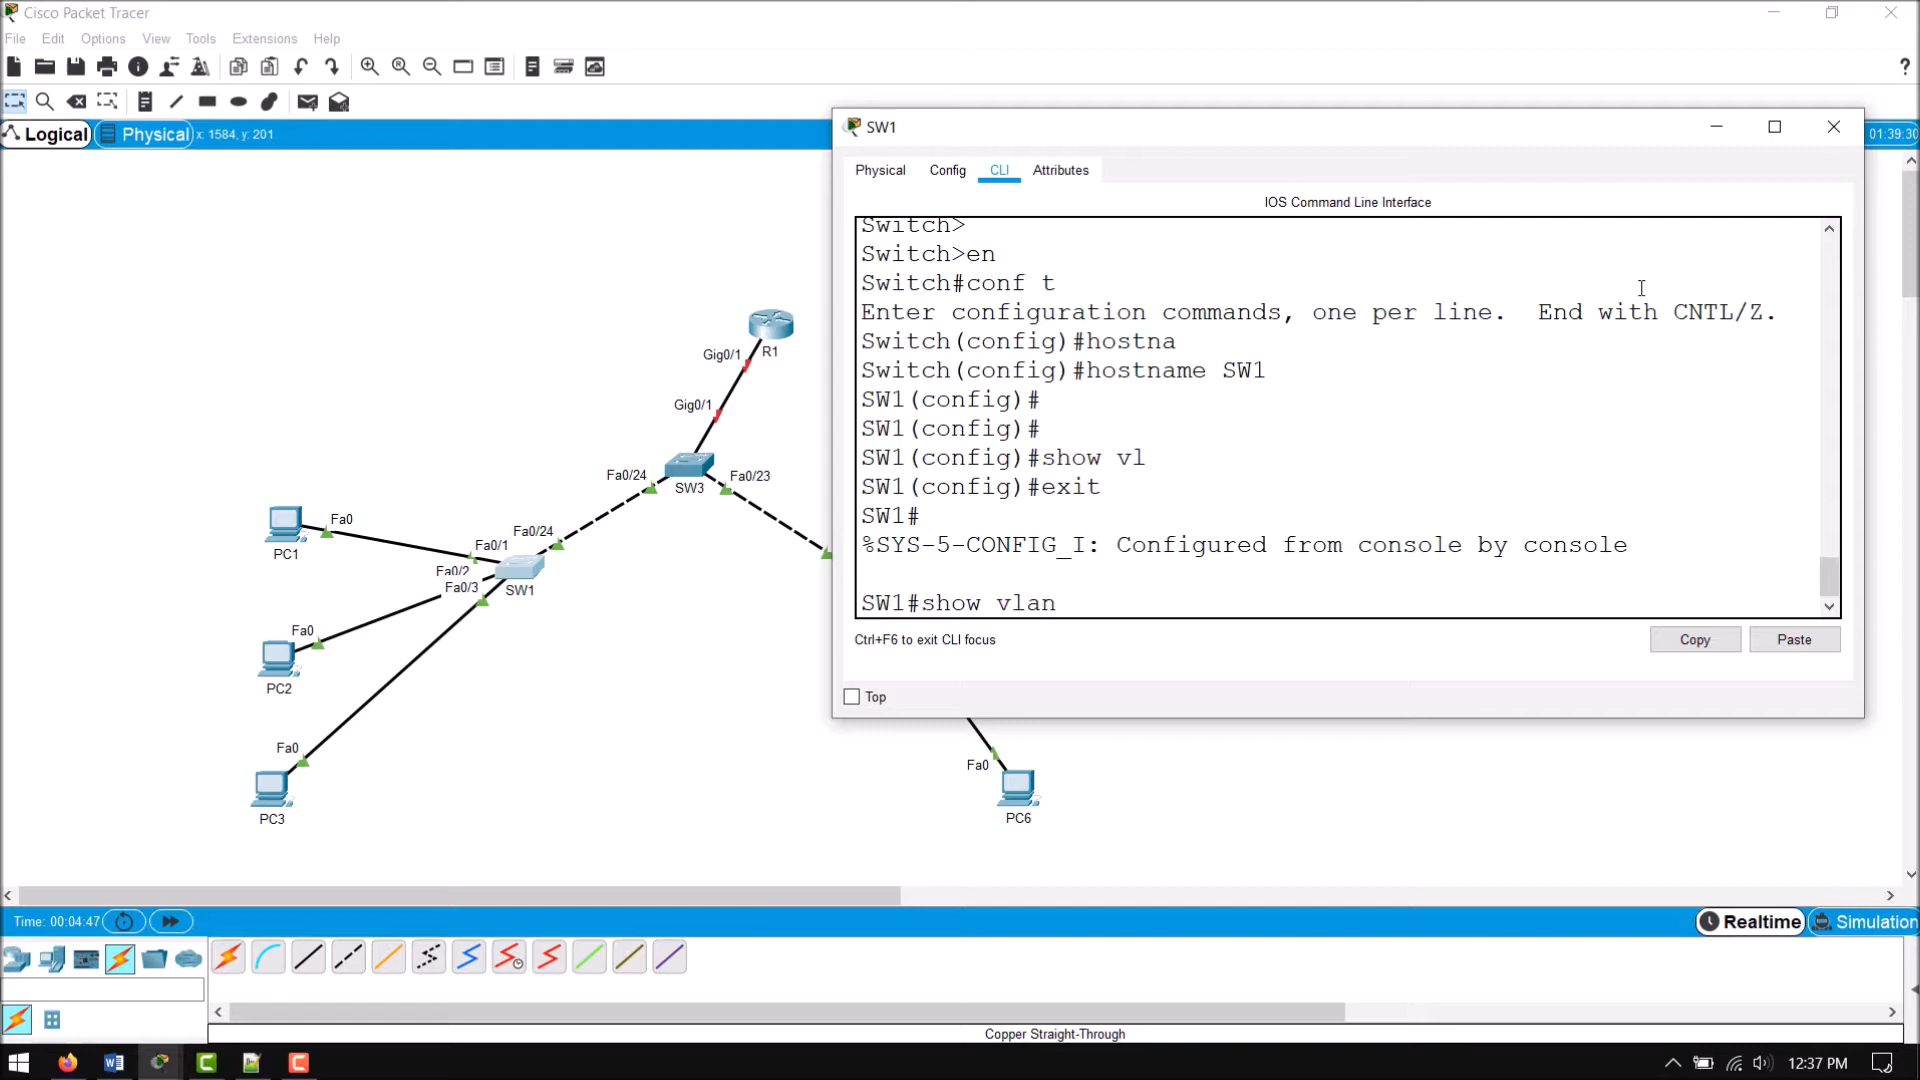 Cisco Packet Tracer
File Edit Options View Tools Extensions Help
?
Logical Physical x: 1584, y: 201
01:39:30
SW1
Physical Config CLI Attributes
IOS Command Line Interface
Switch>
Switch>en
Switch#conf t
Enter configuration commands, one per line.  End with CNTL/Z.
Switch(config)#hostna
Switch(config)#hostname SW1
SW1(config)#
SW1(config)#
SW1(config)#show vl
SW1(config)#exit
SW1#
%SYS-5-CONFIG_I: Configured from console by console
SW1#show vlan
Ctrl+F6 to exit CLI focus
Copy Paste
Top
Gig0/1
R1
Gig0/1
Fa0/24
Fa0/23
SW3
Fa0
PC1
Fa0/24
Fa0/1
Fa0/2
Fa0/3
SW1
Fa0
PC2
Fa0
PC3
Fa0
PC6
Time: 00:04:47
Realtime Simulation
Copper Straight-Through
12:37 PM